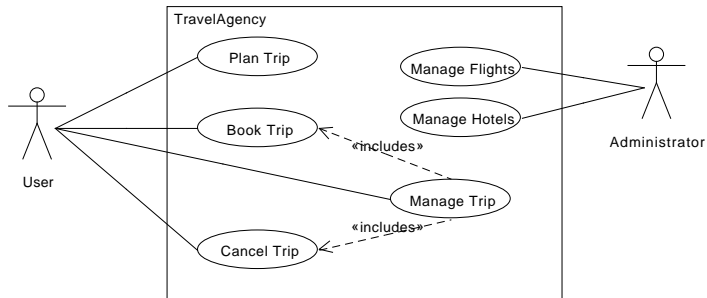 TravelAgency
Plan Trip
Manage Flights
Manage Hotels
Book Trip
Administrator
«includes»
User
Manage Trip
«includes»
Cancel Trip